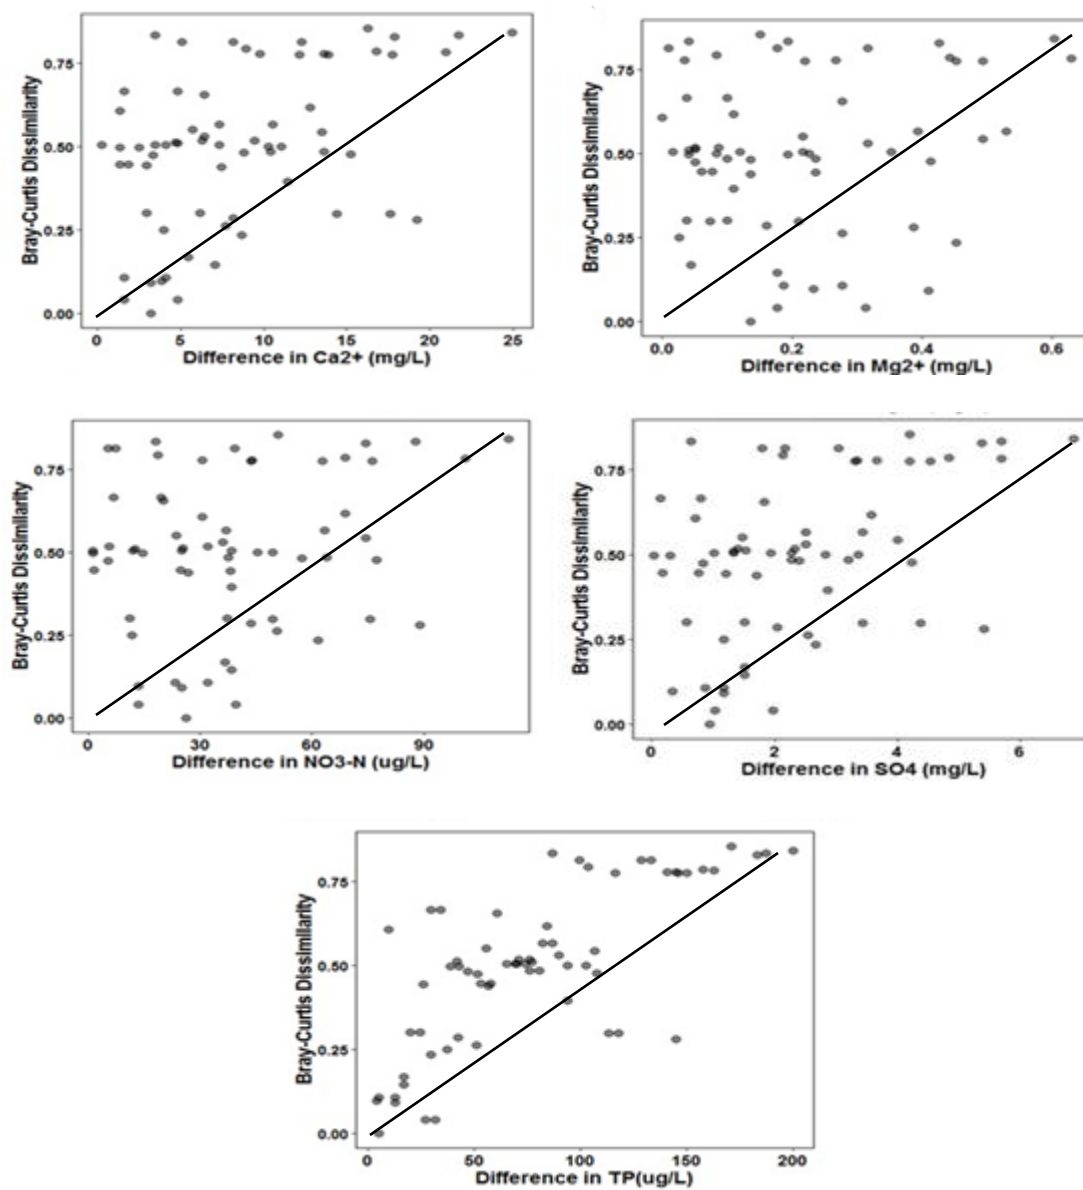 Bray-Curtis Dissimilarity
0.75
0.50
0.25
0.00
0 5 10 15 20 25
Difference in Ca2+ (mg/L)
Bray-Curtis Dissimilarity
0.75
0.50
0.25
0.00
0.0 0.2 0.4 0.6
Difference in Mg2+ (mg/L)
Bray-Curtis Dissimilarity
0.75
0.50
0.25
0.00
0 30 60 90
Difference in NO3-N (ug/L)
Bray-Curtis Dissimilarity
0.75
0.50
0.25
0.00
0 2 4 6
Difference in SO4 (mg/L)
Bray-Curtis Dissimilarity
0.75
0.50
0.25
0.00
0 50 100 150 200
Difference in TP(ug/L)